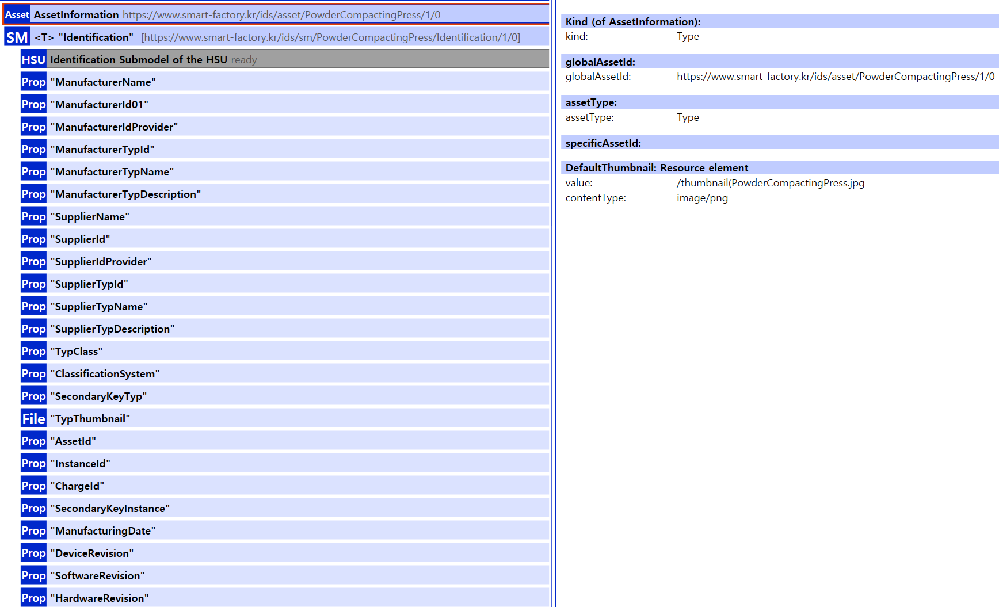 Asset AssetInformation https://www.smart-factory.kr/ids/asset/PowderCompactingPress/1/0
SM <T> "Identification" [https://www.smart-factory.kr/ids/sm/PowderCompactingPress/Identification/1/0]
HSU Identification Submodel of the HSU ready
Prop "ManufacturerName"
Prop "ManufacturerId01"
Prop "ManufacturerIdProvider"
Prop "ManufacturerTypId"
Prop "ManufacturerTypName"
Prop "ManufacturerTypDescription"
Prop "SupplierName"
Prop "SupplierId"
Prop "SupplierIdProvider"
Prop "SupplierTypId"
Prop "SupplierTypName"
Prop "SupplierTypDescription"
Prop "TypClass"
Prop "ClassificationSystem"
Prop "SecondaryKeyTyp"
File "TypThumbnail"
Prop "AssetId"
Prop "InstanceId"
Prop "ChargeId"
Prop "SecondaryKeyInstance"
Prop "ManufacturingDate"
Prop "DeviceRevision"
Prop "SoftwareRevision"
Prop "HardwareRevision"
Kind (of AssetInformation):
kind: Type
globalAssetId:
globalAssetId: https://www.smart-factory.kr/ids/asset/PowderCompactingPress/1/0
assetType:
assetType: Type
specificAssetId:
DefaultThumbnail: Resource element
value: /thumbnail(PowderCompactingPress.jpg
contentType: image/png